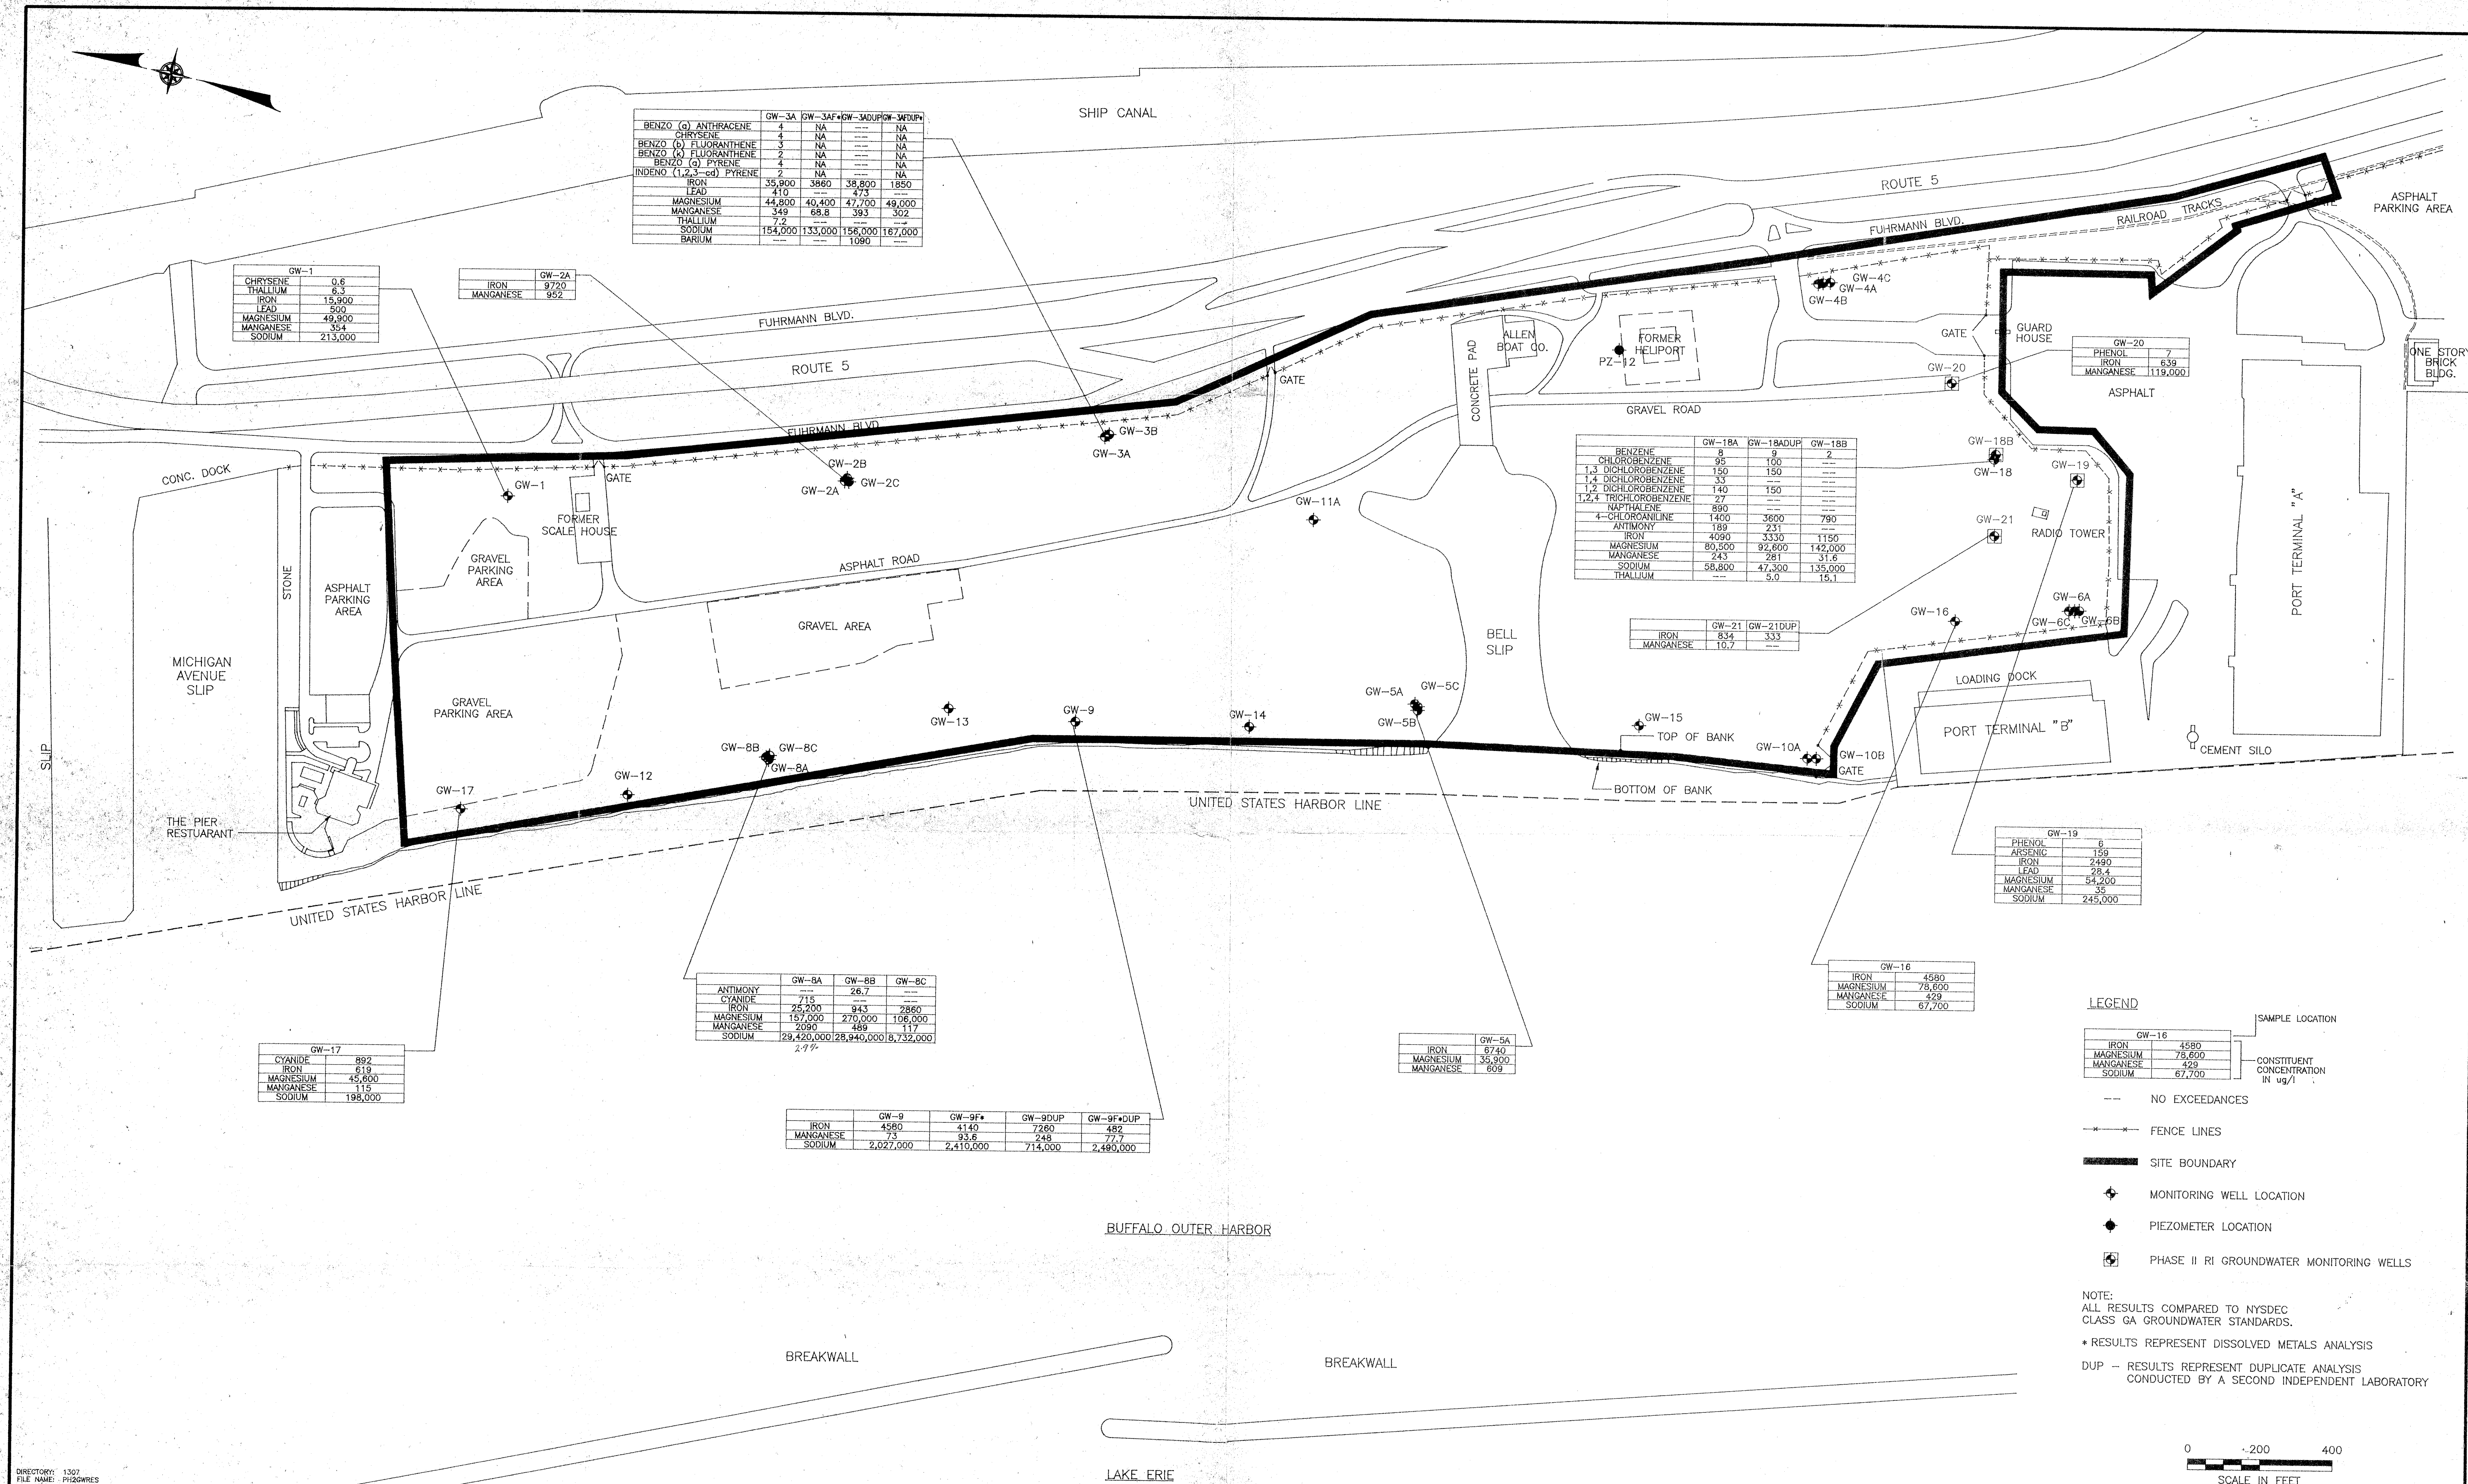 SHIP CANAL
GW-3A GW-3AF* GW-3ADUP GW-3AFDUP*
BENZO (a) ANTHRACENE 4 NA --- NA
CHRYSENE 4 NA --- NA
BENZO (b) FLUORANTHENE 3 NA --- NA
BENZO (k) FLUORANTHENE 2 NA --- NA
BENZO (a) PYRENE 4 NA --- NA
INDENO (1,2,3-cd) PYRENE 2 NA --- NA
IRON 35,900 3860 38,800 1850
LEAD 410 --- 473 ---
MAGNESIUM 44,800 40,400 47,700 49,000
MANGANESE 349 68.8 393 302
THALLIUM 7.2 --- --- ---
SODIUM 154,000 133,000 156,000 167,000
BARIUM --- --- 1090 ---
ROUTE 5
RAILROAD TRACKS
FUHRMANN BLVD.
ASPHALT
PARKING AREA
GW-1
CHRYSENE 0.6
THALLIUM 6.3
IRON 15,900
LEAD 500
MAGNESIUM 49,900
MANGANESE 354
SODIUM 213,000
GW-2A
IRON 9720
MANGANESE 952
FUHRMANN BLVD.
ROUTE 5
FUHRMANN BLVD.
GATE
GW-4C
GW-4A
GW-4B
GATE
GUARD
HOUSE
ALLEN
BOAT CO.
CONCRETE PAD
PZ-12
FORMER
HELIPORT
GW-20
GW-20
PHENOL 7
IRON 639
MANGANESE 119,000
ASPHALT
ONE STORY
BRICK
BLDG.
GRAVEL ROAD
CONC. DOCK
GW-3B
GW-3A
GW-2B
GW-2C
GW-2A
GW-1
GATE
FORMER
SCALE HOUSE
GW-11A
GW-18A GW-18ADUP GW-18B
BENZENE 8 9 2
CHLOROBENZENE 95 100 ---
1,3 DICHLOROBENZENE 150 150 ---
1,4 DICHLOROBENZENE 33 --- ---
1,2 DICHLOROBENZENE 140 150 ---
1,2,4 TRICHLOROBENZENE 27 --- ---
NAPTHALENE 890 --- ---
4-CHLOROANILINE 1400 3600 790
ANTIMONY 189 231 ---
IRON 4090 3330 1150
MAGNESIUM 80,500 92,600 142,000
MANGANESE 243 281 31.6
SODIUM 58,800 47,300 135,000
THALLIUM --- 5.0 15.1
GW-18B
GW-18
GW-19
GW-21
RADIO TOWER
PORT TERMINAL "A"
STONE
ASPHALT
PARKING
AREA
GRAVEL
PARKING
AREA
ASPHALT ROAD
GRAVEL AREA
BELL
SLIP
GW-21 GW-21DUP
IRON 834 333
MANGANESE 10.7 ---
GW-16
GW-6A
GW-6C
GW-6B
LOADING DOCK
PORT TERMINAL "B"
CEMENT SILO
MICHIGAN
AVENUE
SLIP
GRAVEL
PARKING AREA
GW-13
GW-9
GW-14
GW-5A
GW-5C
GW-5B
GW-15
TOP OF BANK
GW-10A
GW-10B
GATE
BOTTOM OF BANK
SLIP
GW-8B
GW-8C
GW-8A
GW-12
GW-17
THE PIER
RESTUARANT
UNITED STATES HARBOR LINE
UNITED STATES HARBOR LINE
GW-19
PHENOL 6
ARSENIC 159
IRON 2490
LEAD 28.4
MAGNESIUM 54,200
MANGANESE 35
SODIUM 245,000
GW-16
IRON 4580
MAGNESIUM 78,600
MANGANESE 429
SODIUM 67,700
GW-8A GW-8B GW-8C
ANTIMONY --- 26.7 ---
CYANIDE 715 --- ---
IRON 25,200 943 2860
MAGNESIUM 157,000 270,000 106,000
MANGANESE 2090 489 117
SODIUM 29,420,000 28,940,000 8,732,000
2.9%
GW-17
CYANIDE 892
IRON 619
MAGNESIUM 45,600
MANGANESE 115
SODIUM 198,000
GW-5A
IRON 6740
MAGNESIUM 35,900
MANGANESE 609
GW-9 GW-9F* GW-9DUP GW-9F*DUP
IRON 4580 4140 7260 482
MANGANESE 73 93.6 248 77.7
SODIUM 2,027,000 2,410,000 714,000 2,490,000
LEGEND
SAMPLE LOCATION
GW-16
IRON 4580
MAGNESIUM 78,600
MANGANESE 429
SODIUM 67,700
CONSTITUENT
CONCENTRATION
IN ug/l
--- NO EXCEEDANCES
FENCE LINES
SITE BOUNDARY
MONITORING WELL LOCATION
PIEZOMETER LOCATION
PHASE II RI GROUNDWATER MONITORING WELLS
NOTE:
ALL RESULTS COMPARED TO NYSDEC
CLASS GA GROUNDWATER STANDARDS.
* RESULTS REPRESENT DISSOLVED METALS ANALYSIS
DUP - RESULTS REPRESENT DUPLICATE ANALYSIS
CONDUCTED BY A SECOND INDEPENDENT LABORATORY
BUFFALO OUTER HARBOR
BREAKWALL
BREAKWALL
LAKE ERIE
0 200 400
SCALE IN FEET
DIRECTORY: 1307
FILE NAME: PH2GWRES